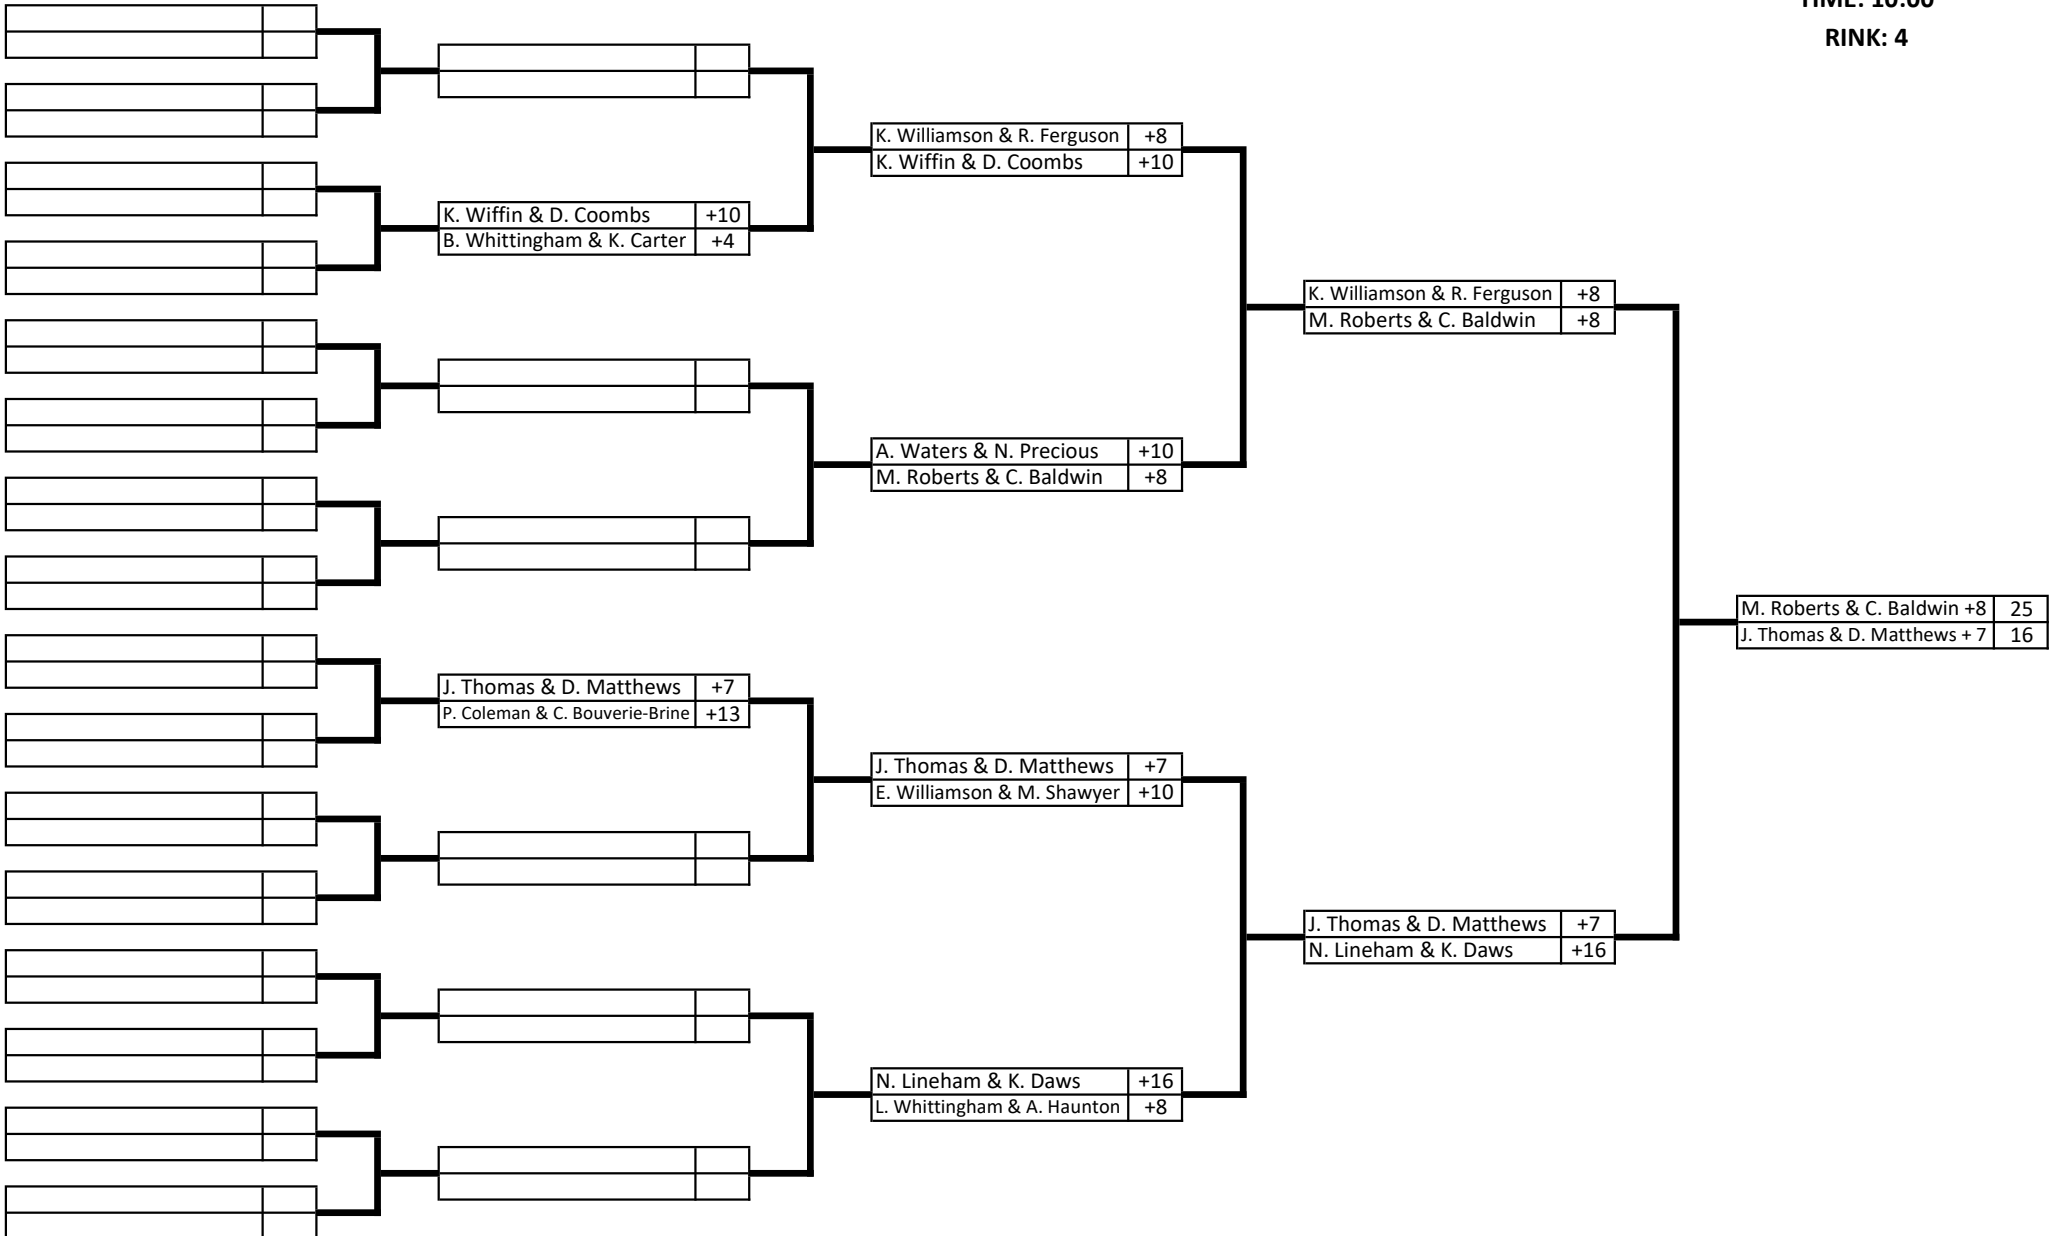 TIME: 10:00
RINK: 4
K. Williamson & R. Ferguson +8
K. Wiffin & D. Coombs +10
K. Wiffin & D. Coombs +10
B. Whittingham & K. Carter +4
K. Williamson & R. Ferguson +8
M. Roberts & C. Baldwin +8
A. Waters & N. Precious +10
M. Roberts & C. Baldwin +8
M. Roberts & C. Baldwin +8 25
J. Thomas & D. Matthews + 7 16
J. Thomas & D. Matthews +7
P. Coleman & C. Bouverie-Brine +13
J. Thomas & D. Matthews +7
E. Williamson & M. Shawyer +10
J. Thomas & D. Matthews +7
N. Lineham & K. Daws +16
N. Lineham & K. Daws +16
L. Whittingham & A. Haunton +8